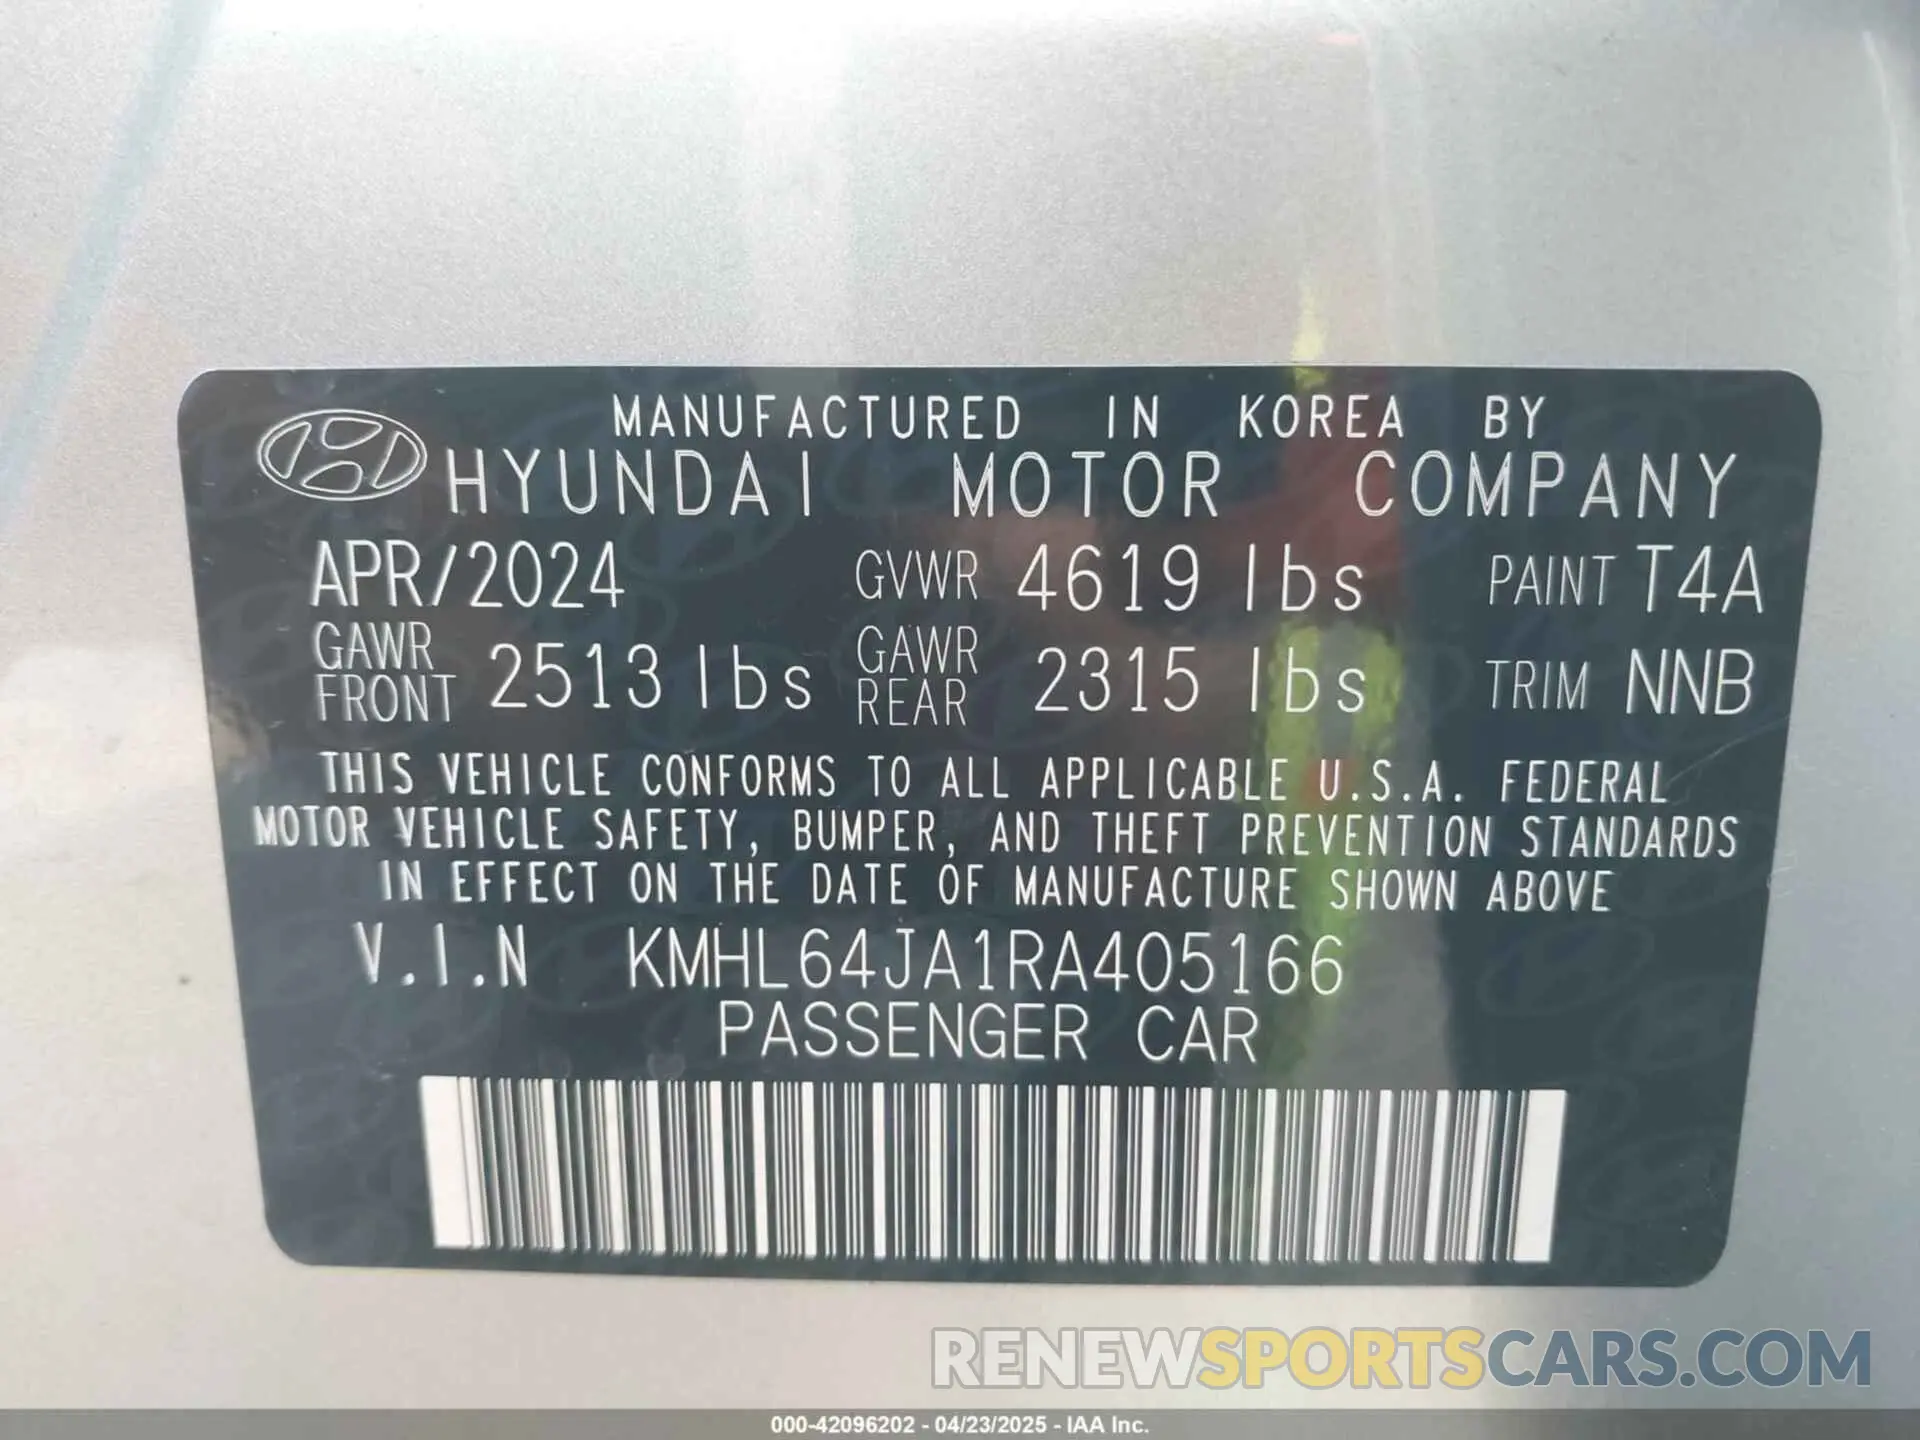 MANUFACTURED IN KOREA BY
HYUNDAI MOTOR COMPANY
APR/2024 GVWR 4619 lbs PAINT T4A
GAWR FRONT 2513 lbs GAWR REAR 2315 lbs TRIM NNB
THIS VEHICLE CONFORMS TO ALL APPLICABLE U.S.A. FEDERAL
MOTOR VEHICLE SAFETY, BUMPER, AND THEFT PREVENTION STANDARDS
IN EFFECT ON THE DATE OF MANUFACTURE SHOWN ABOVE
V.I.N KMHL64JA1RA405166
PASSENGER CAR
RENEWSPORTSCARS.COM
000-42096202 - 04/23/2025 - IAA Inc.